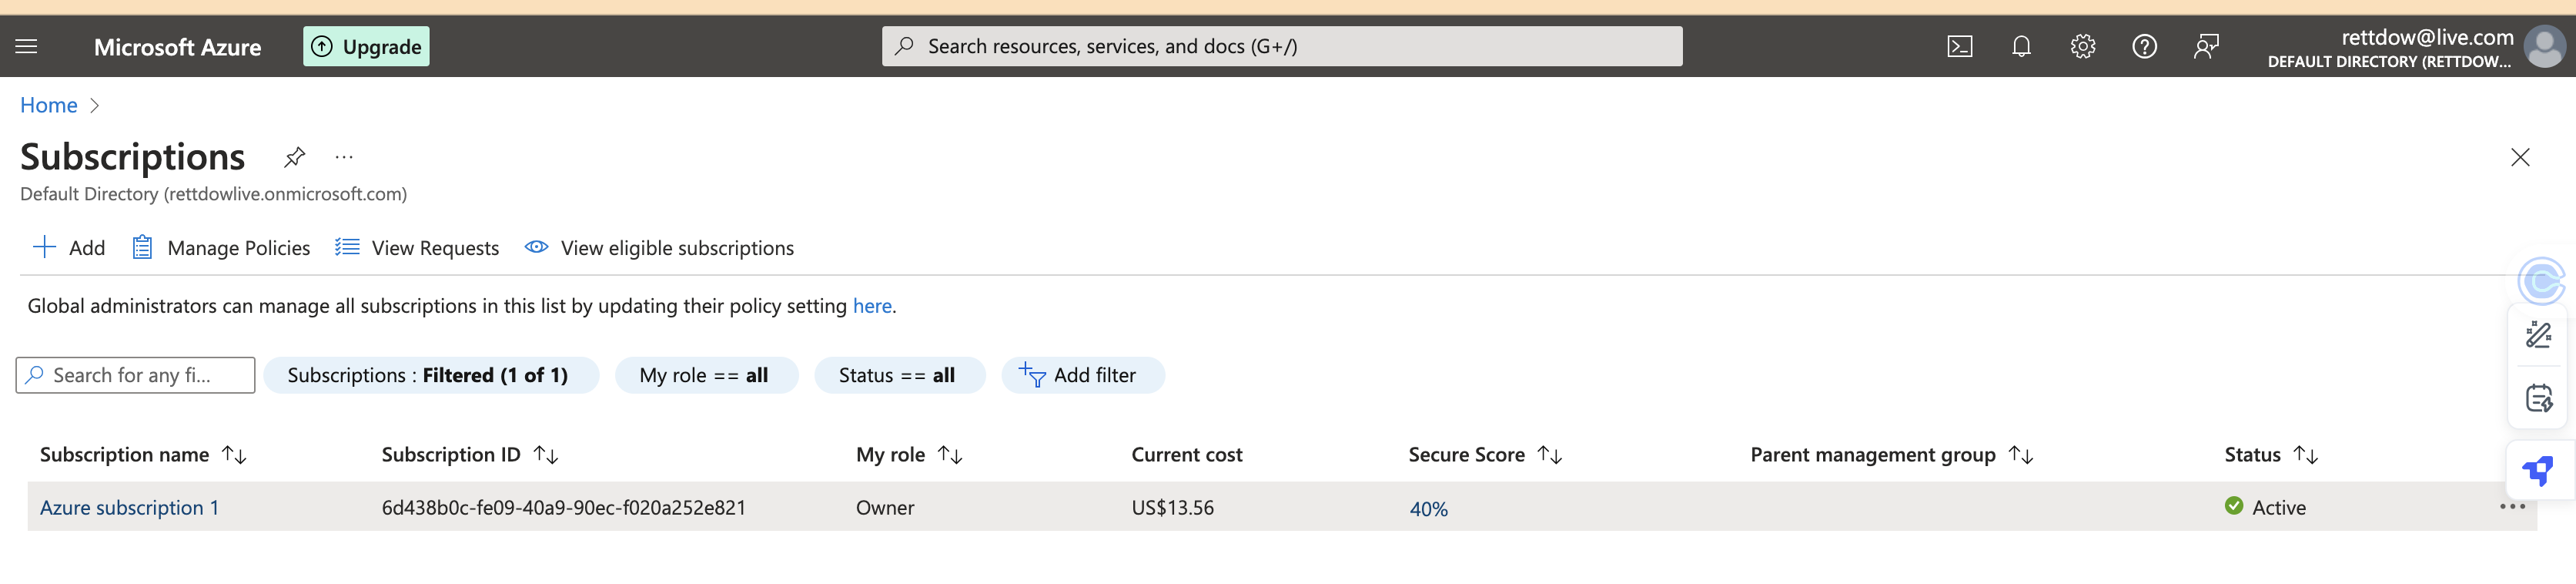 Microsoft Azure
Upgrade
Search resources, services, and docs (G+/)
rettdow@live.com
DEFAULT DIRECTORY (RETTDOW...
Home
Subscriptions
...
Default Directory (rettdowlive.onmicrosoft.com)
Add Manage Policies View Requests View eligible subscriptions
Global administrators can manage all subscriptions in this list by updating their policy setting here.
Search for any fi... Subscriptions : Filtered (1 of 1) My role == all Status == all Add filter
Subscription name Subscription ID My role Current cost Secure Score Parent management group Status
Azure subscription 1 6d438b0c-fe09-40a9-90ec-f020a252e821 Owner US$13.56 40% Active ...